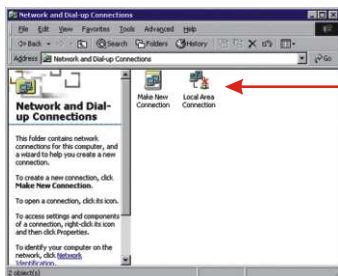 Network and Dial-up Connections
File Edit View Favorites Tools Advanced Help
Back Search Folders History
Address Network and Dial-up Connections Go
Network and Dial-
up Connections
This folder contains network
connections for this computer, and
a wizard to help you create a new
connection.
To create a new connection, click
Make New Connection.
To open a connection, click its icon.
To access settings and components
of a connection, right-click its icon
and then click Properties.
To identify your computer on the
network, click Network
Identification.
Make New
Connection
Local Area
Connection
2 object(s)